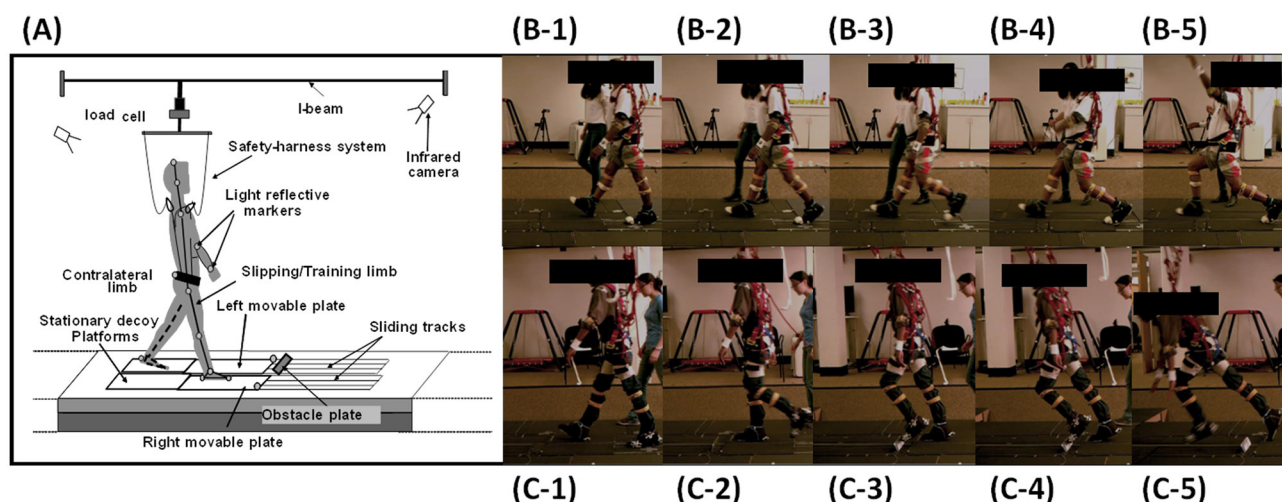 (A)
(B-1)
(B-2)
(B-3)
(B-4)
(B-5)
I-beam
load cell
Safety-harness system
Infrared
camera
Light reflective
markers
Contralateral
limb
Slipping/Training limb
Left movable plate
Stationary decoy
Platforms
Sliding tracks
Obstacle plate
Right movable plate
(C-1)
(C-2)
(C-3)
(C-4)
(C-5)